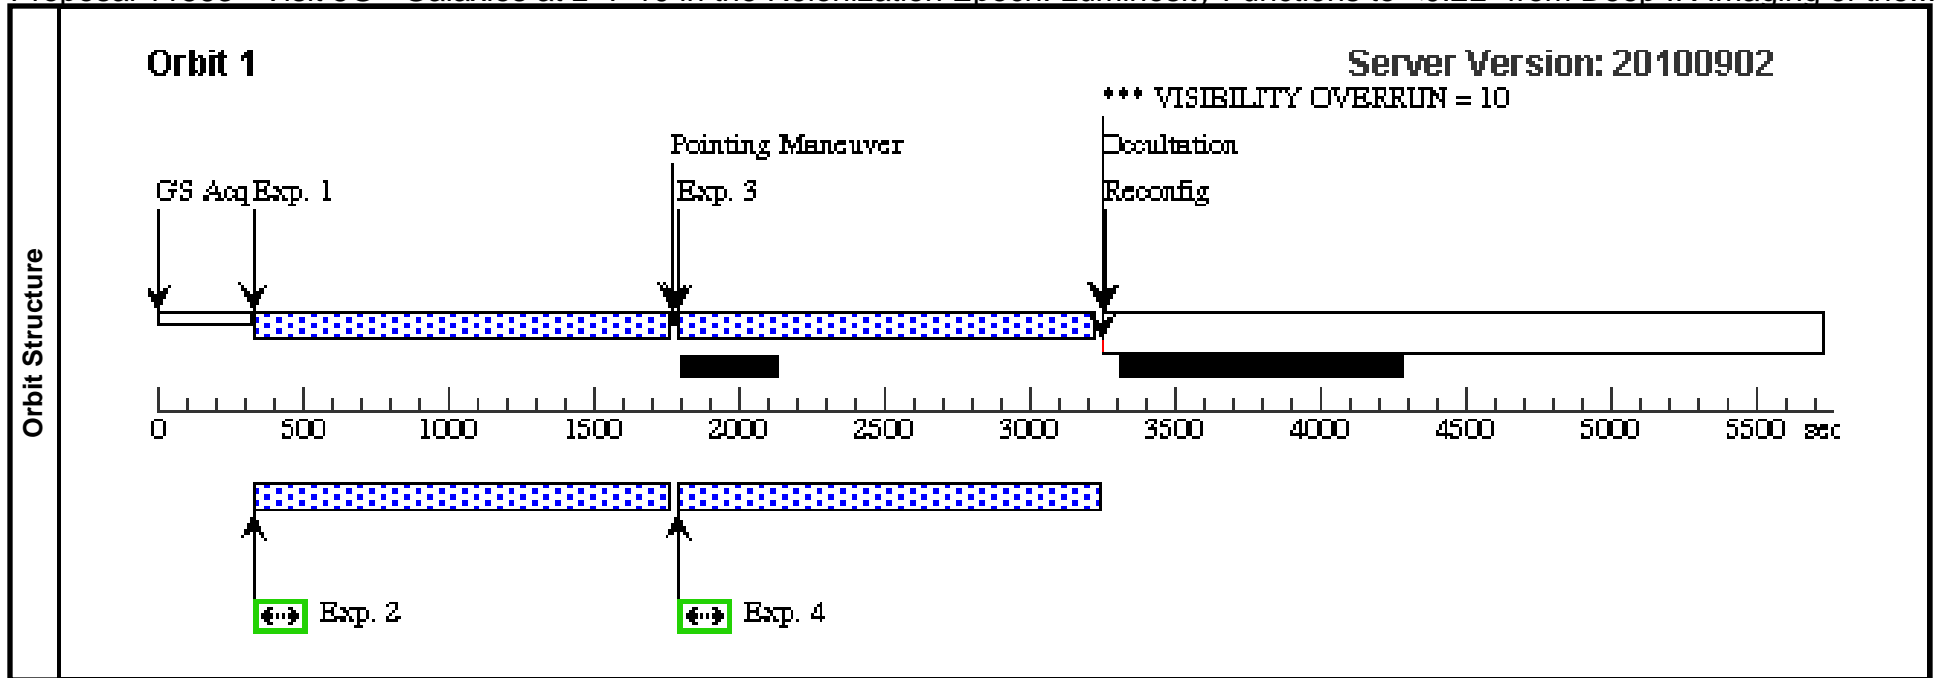 Orbit 1
Server Version: 20100902
*** VISIBILITY OVERRUN = 10
Pointing Maneuver
Occultation
GS Acq Exp. 1
Exp. 3
Reconfig
Orbit Structure
0 500 1000 1500 2000 2500 3000 3500 4000 4500 5000 5500 sec
Exp. 2
Exp. 4